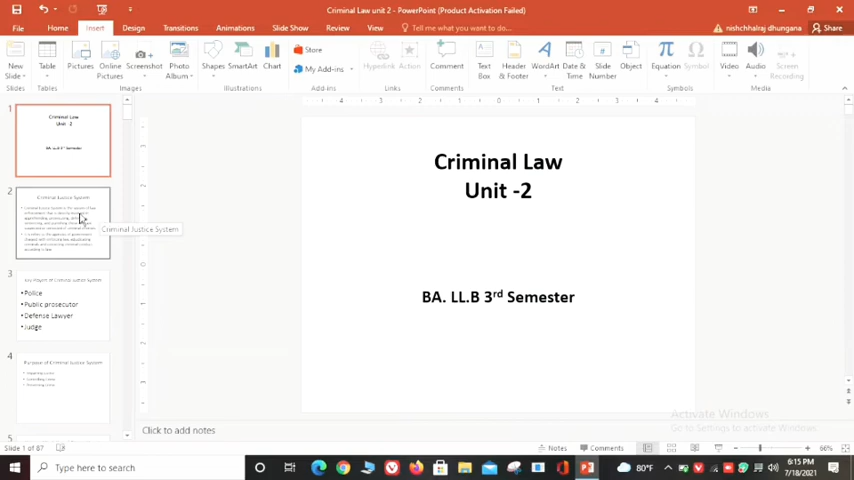 Criminal Law unit 2 - PowerPoint (Product Activation Failed)
File Home Insert Design Transitions Animations Slide Show Review View Tell me what you want to do... nishchhalraj dhungana Share
New Slide Table Pictures Online Pictures Screenshot Photo Album Shapes SmartArt Chart Store My Add-ins Hyperlink Action Comment Text Box Header & Footer WordArt Date & Time Slide Number Object Equation Symbol Video Audio Screen Recording
Slides Tables Images Illustrations Add-ins Links Comments Text Symbols Media
1
Criminal Law
Unit -2
BA. LL.B 3rd Semester
2
Criminal Justice System
Criminal Justice System
3
Key Players of Criminal Justice System
•Police
•Public prosecutor
•Defense Lawyer
•Judge
4
Purpose of Criminal Justice System
5
Criminal Law
Unit -2
BA. LL.B 3rd Semester
Activate Windows
Go to Settings to activate Windows.
Click to add notes
Slide 1 of 87 Notes Comments 66%
Type here to search
80°F
6:15 PM
7/18/2021